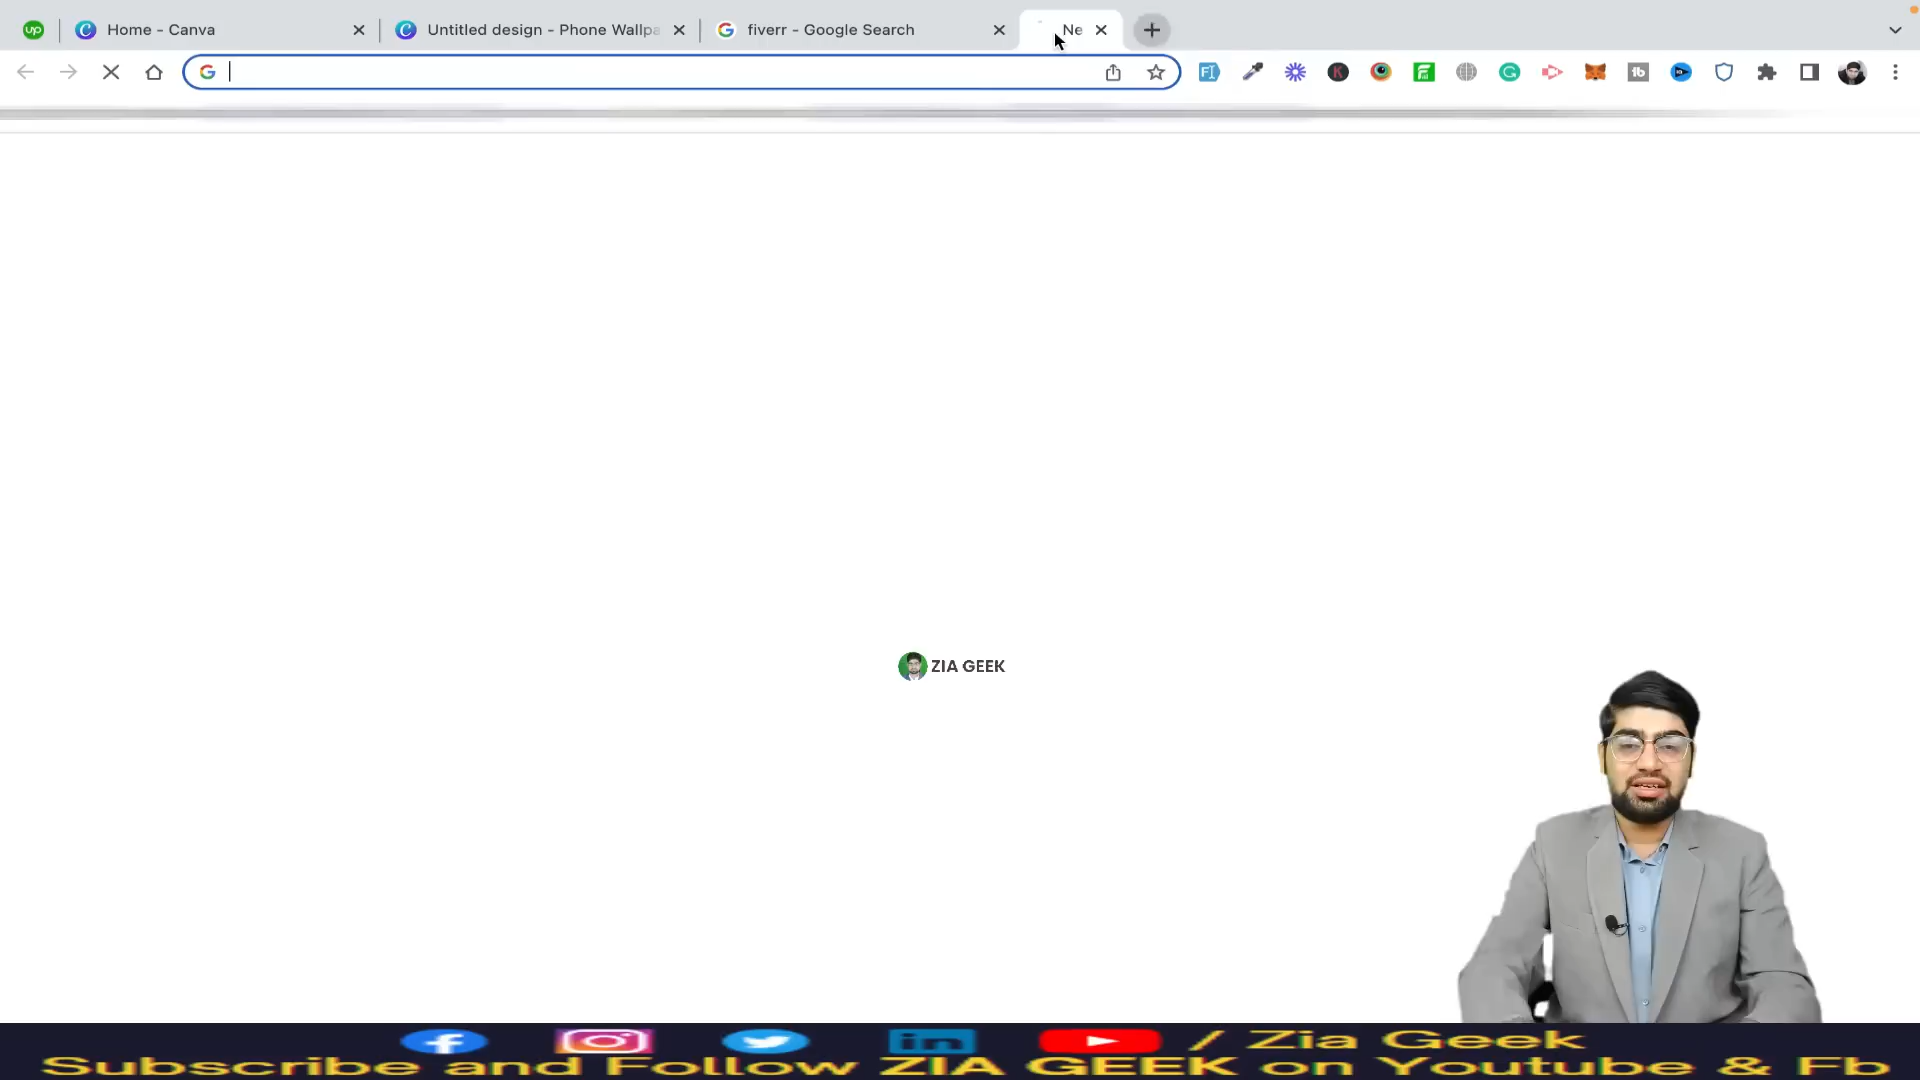 Home - Canva
Untitled design - Phone Wallpa
fiverr - Google Search
Ne
ZIA GEEK
/ Zia Geek
Subscribe and Follow ZIA GEEK on Youtube & Fb